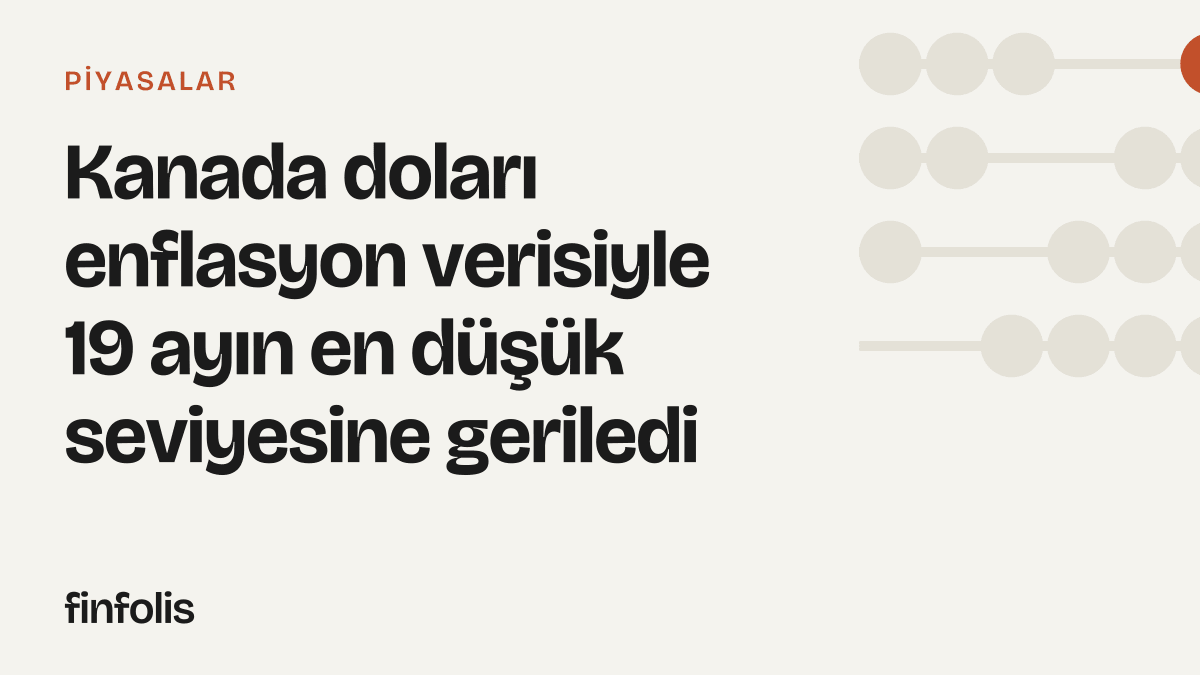 PİYASALAR
Kanada doları
enflasyon verisiyle
19 ayın en düşük
seviyesine geriledi
finfolis